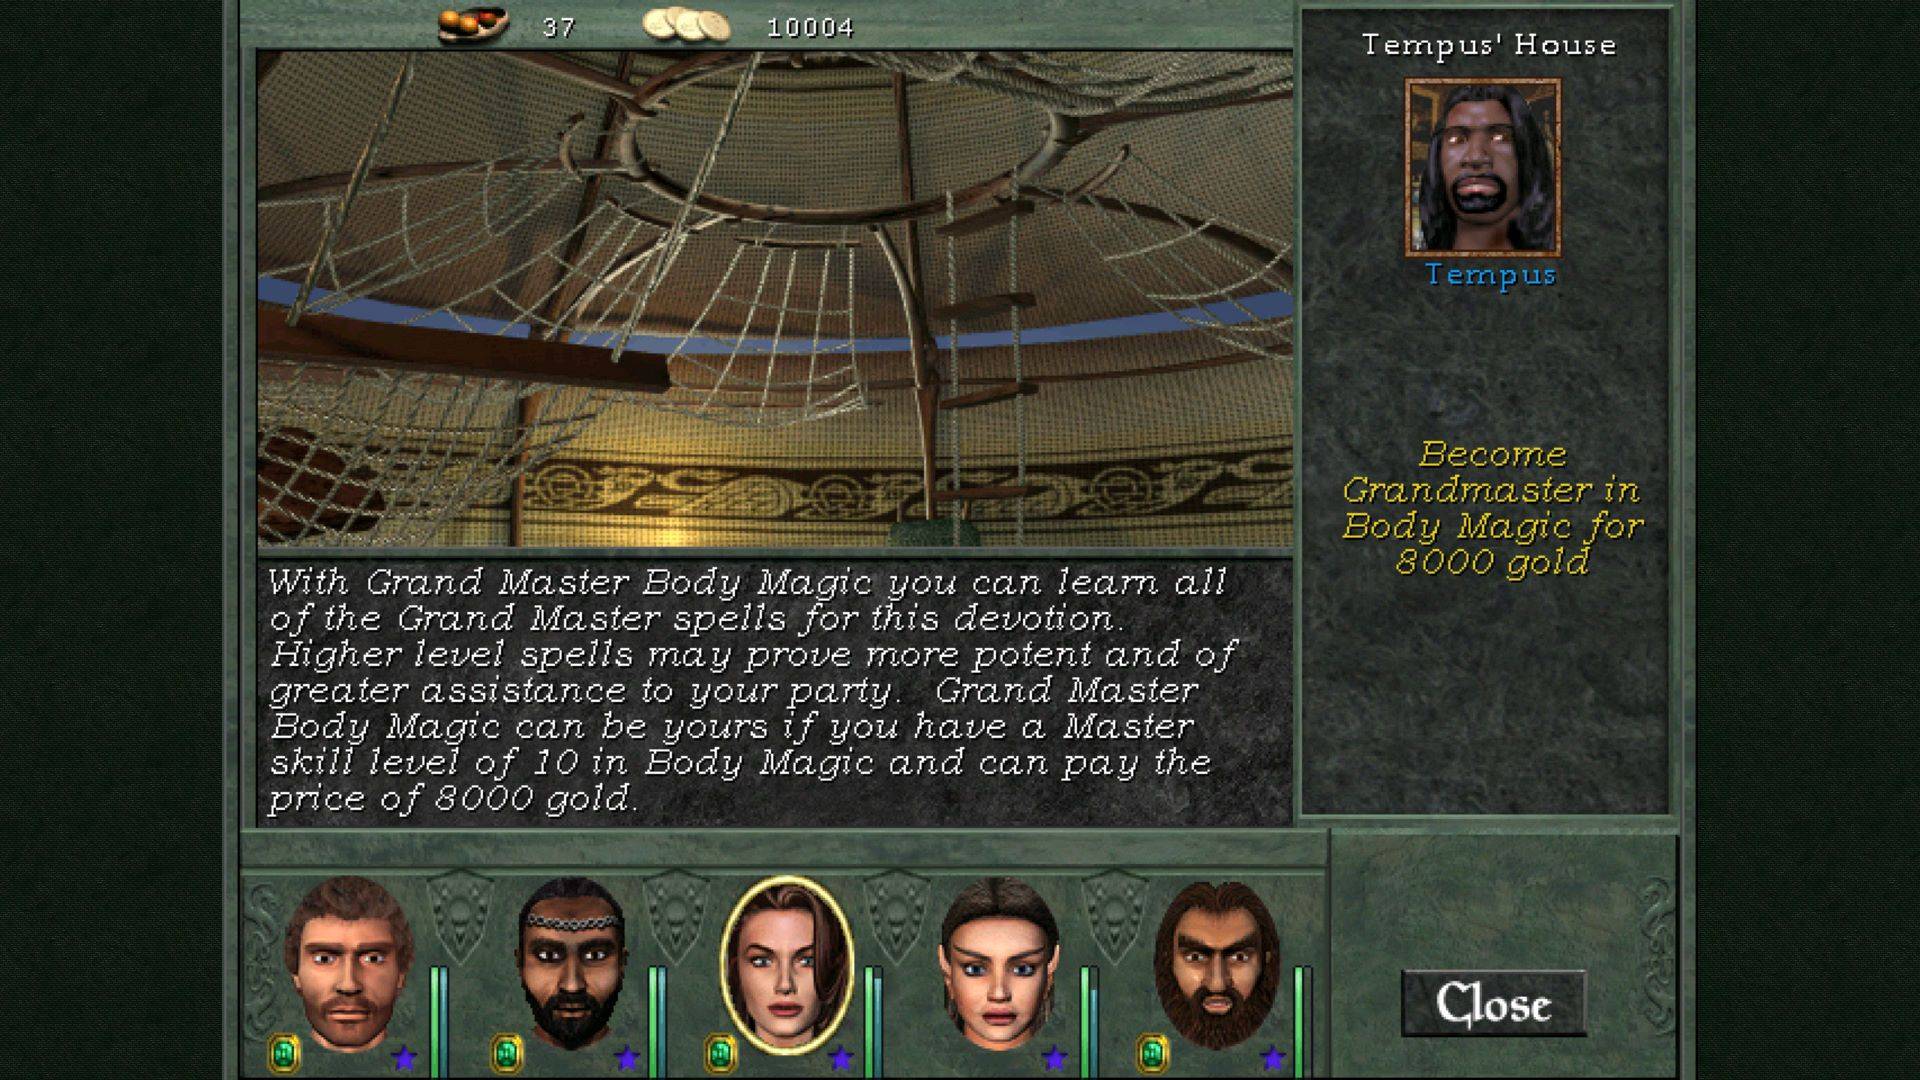 37
10004
Tempus' House
Tempus
Become
Grandmaster in
Body Magic for
8000 gold
With Grand Master Body Magic you can learn all
of the Grand Master spells for this devotion.
Higher level spells may prove more potent and of
greater assistance to your party.  Grand Master
Body Magic can be yours if you have a Master
skill level of 10 in Body Magic and can pay the
price of 8000 gold.
Close